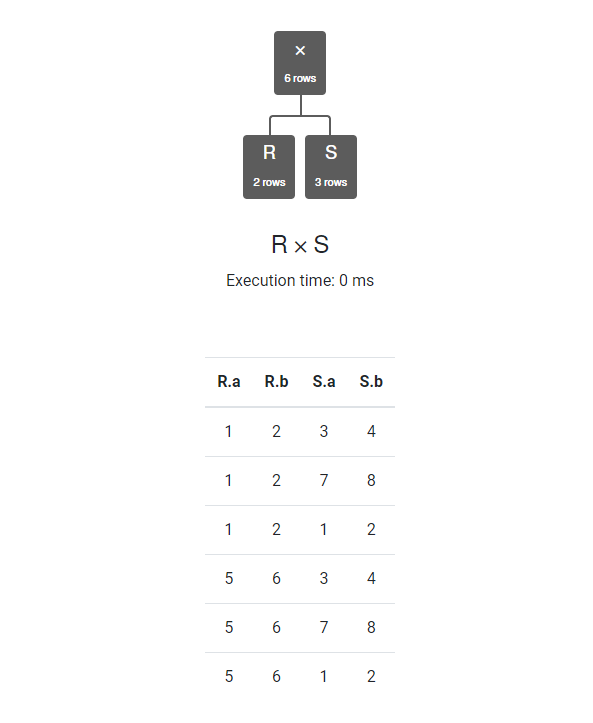 ×
6 rows
R S
2 rows 3 rows
R × S
Execution time: 0 ms
R.a R.b S.a S.b
1 2 3 4
1 2 7 8
1 2 1 2
5 6 3 4
5 6 7 8
5 6 1 2